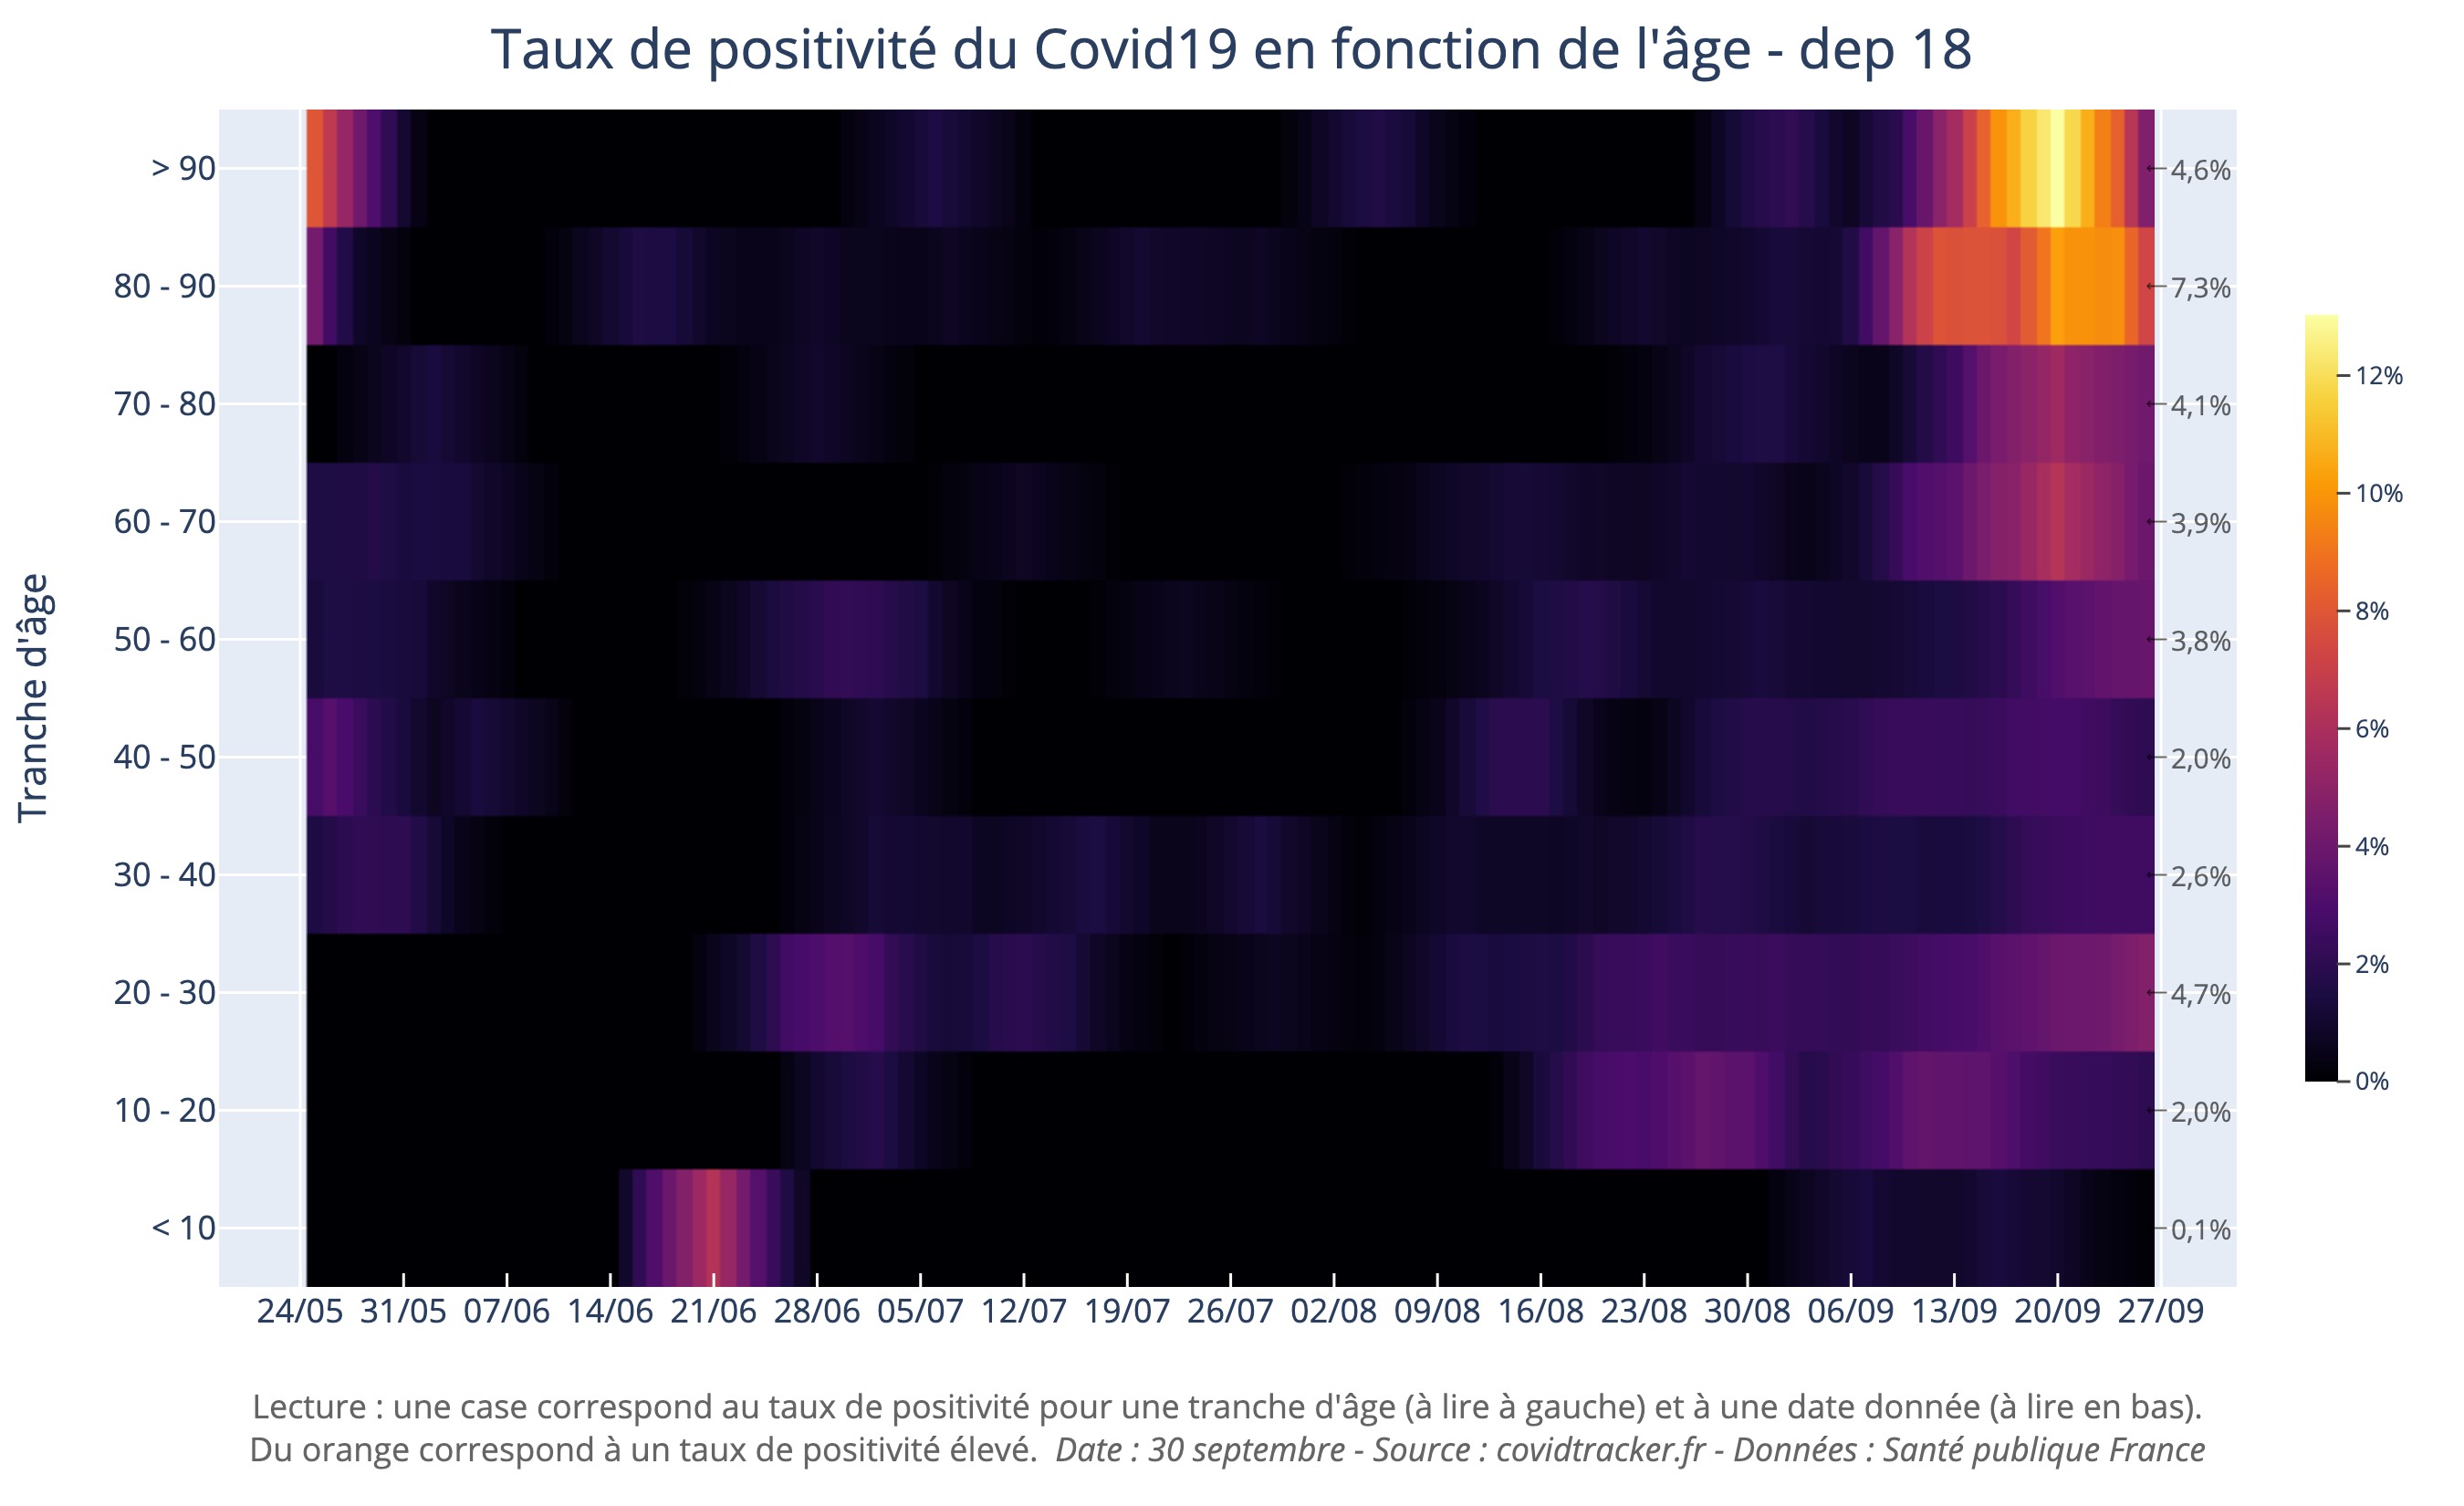 Taux de positivité du Covid19 en fonction de l'âge - dep 18
Tranche d'âge
> 90
80 - 90
70 - 80
60 - 70
50 - 60
40 - 50
30 - 40
20 - 30
10 - 20
< 10
4,6%
7,3%
4,1%
3,9%
3,8%
2,0%
2,6%
4,7%
2,0%
0,1%
12%
10%
8%
6%
4%
2%
0%
24/05 31/05 07/06 14/06 21/06 28/06 05/07 12/07 19/07 26/07 02/08 09/08 16/08 23/08 30/08 06/09 13/09 20/09 27/09
Lecture : une case correspond au taux de positivité pour une tranche d'âge (à lire à gauche) et à une date donnée (à lire en bas).
Du orange correspond à un taux de positivité élevé. Date : 30 septembre - Source : covidtracker.fr - Données : Santé publique France